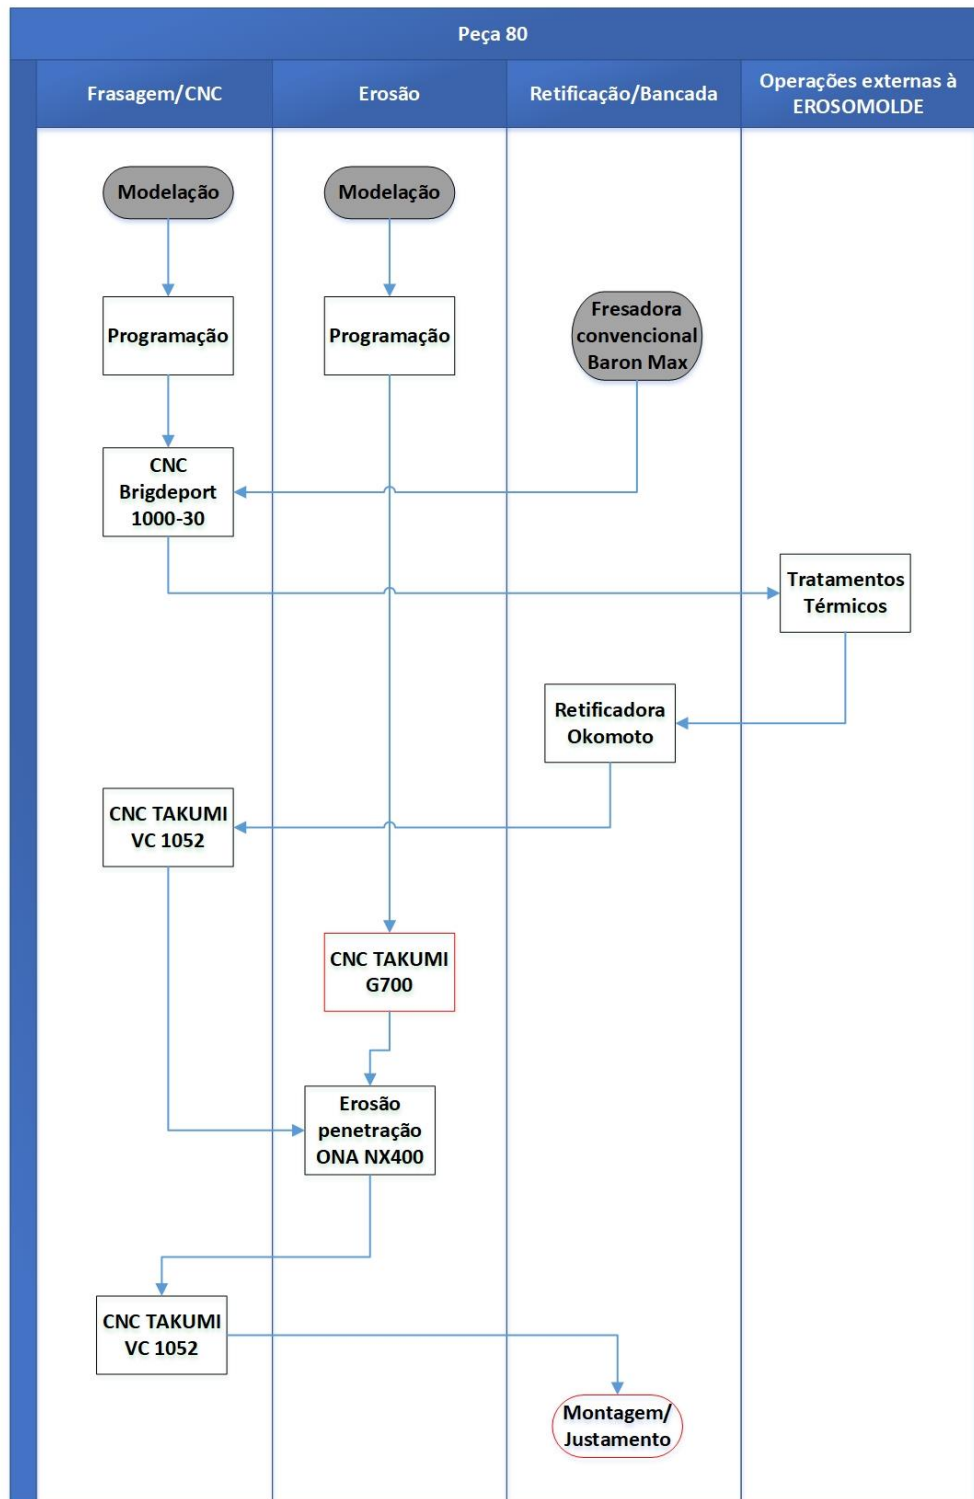 Peça 80
Frasagem/CNC
Erosão
Retificação/Bancada
Operações externas à
EROSOMOLDE
Modelação
Modelação
Programação
Programação
Fresadora
convencional
Baron Max
CNC
Brigdeport
1000-30
Tratamentos
Térmicos
Retificadora
Okomoto
CNC TAKUMI
VC 1052
CNC TAKUMI
G700
Erosão
penetração
ONA NX400
CNC TAKUMI
VC 1052
Montagem/
Justamento